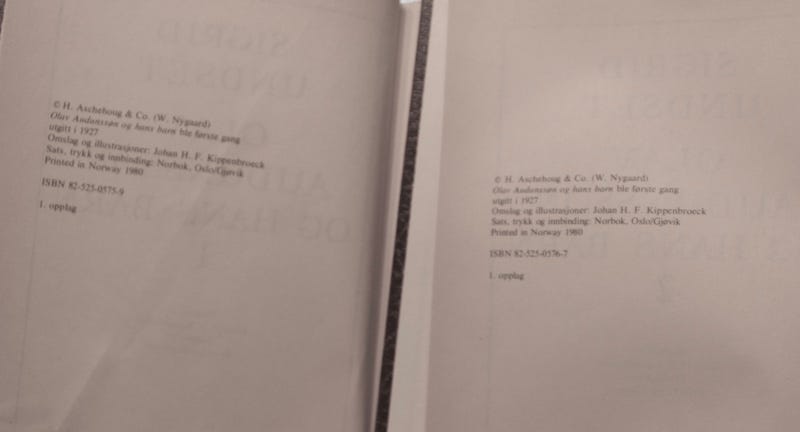 © H. Aschehoug & Co. (W. Nygaard)
Olav Audunssøn og hans barn ble første gang
utgitt i 1927
Omslag og illustrasjoner: Johan H. F. Kippenbroeck
Sats, trykk og innbinding: Norbok, Oslo/Gjøvik
Printed in Norway 1980
ISBN 82-525-0575-9
1. opplag
© H. Aschehoug & Co. (W. Nygaard)
Olav Audunssøn og hans barn ble første gang
utgitt i 1927
Omslag og illustrasjoner: Johan H. F. Kippenbroeck
Sats, trykk og innbinding: Norbok, Oslo/Gjøvik
Printed in Norway 1980
ISBN 82-525-0576-7
1. opplag